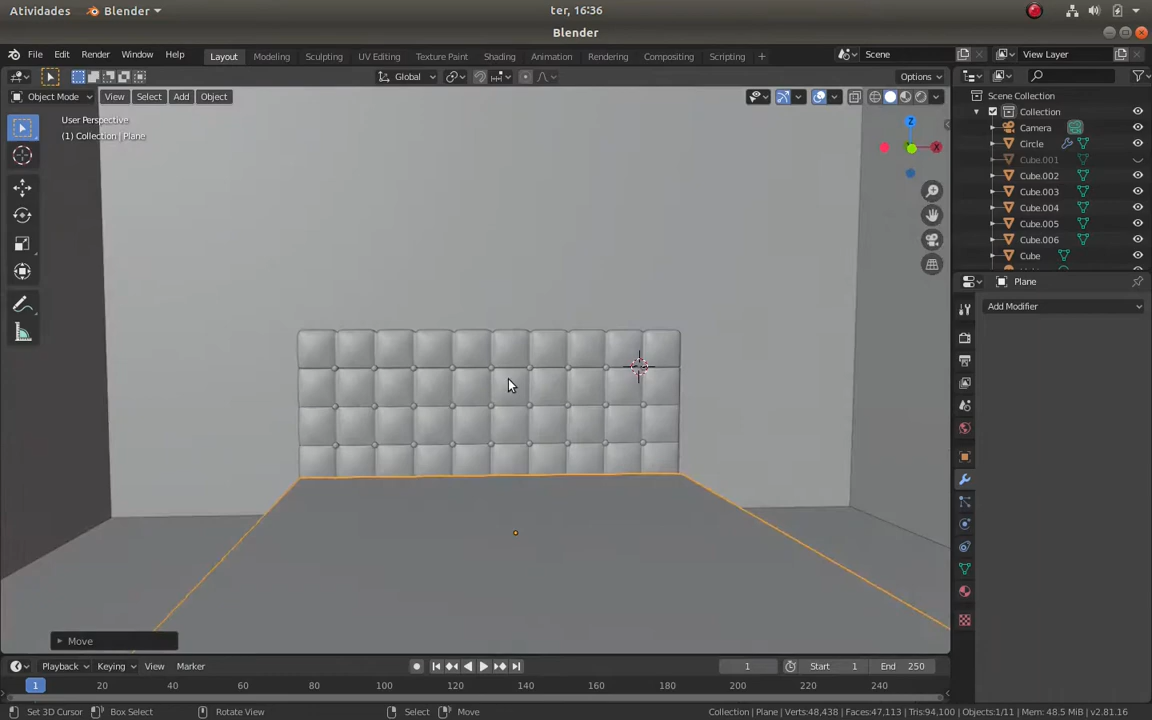 Atividades Blender ter, 16:36
Blender
File Edit Render Window Help Layout Modeling Sculpting UV Editing Texture Paint Shading Animation Rendering Compositing Scripting + Scene View Layer
Global Options
Object Mode View Select Add Object
Scene Collection
User Perspective
(1) Collection | Plane
Collection
Camera
Circle
Cube.001
Cube.002
Cube.003
Cube.004
Cube.005
Cube.006
Cube
Plane
Add Modifier
Z
Move
Playback Keying View Marker 1 Start 1 End 250
1 20 40 60 80 100 120 140 160 180 200 220 240
Set 3D Cursor Box Select Rotate View Select Move Collection | Plane | Verts:48,438 | Faces:47,113 | Tris:94,100 | Objects:1/11 | Mem: 48.5 MiB | v2.81.16